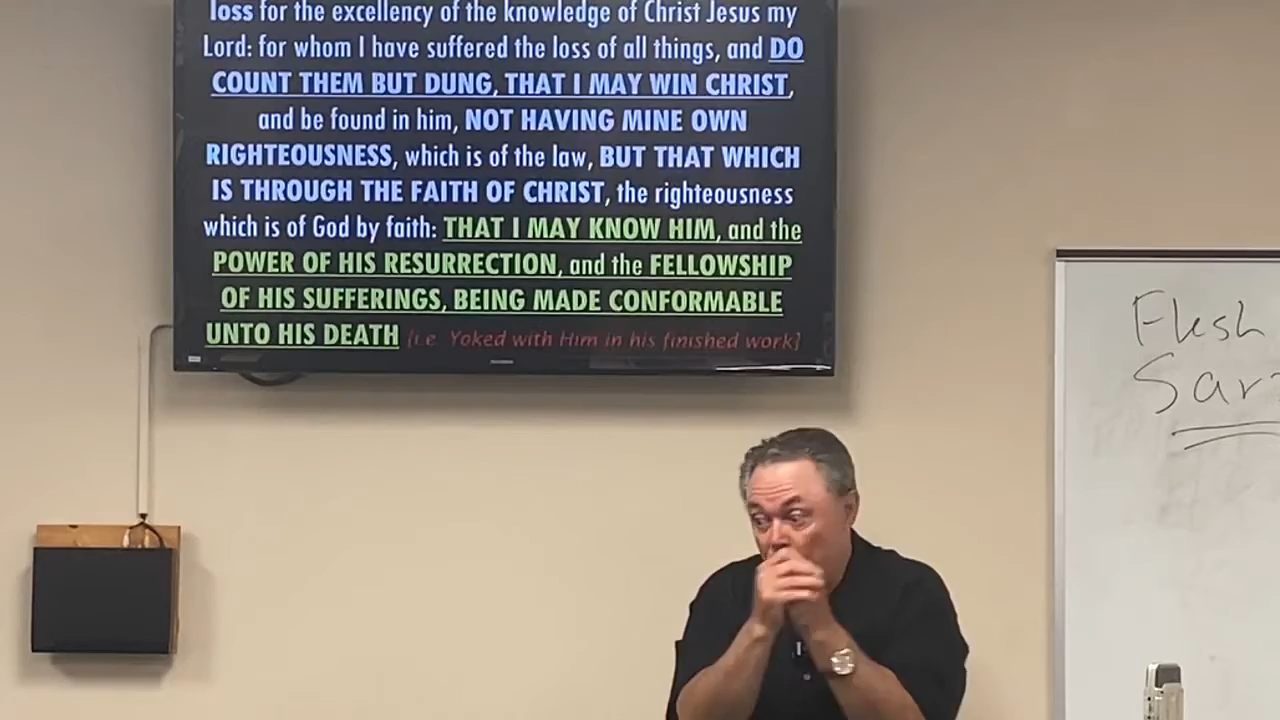 loss for the excellency of the knowledge of Christ Jesus my
Lord: for whom I have suffered the loss of all things, and DO
COUNT THEM BUT DUNG, THAT I MAY WIN CHRIST,
and be found in him, NOT HAVING MINE OWN
RIGHTEOUSNESS, which is of the law, BUT THAT WHICH
IS THROUGH THE FAITH OF CHRIST, the righteousness
which is of God by faith: THAT I MAY KNOW HIM, and the
POWER OF HIS RESURRECTION, and the FELLOWSHIP
OF HIS SUFFERINGS, BEING MADE CONFORMABLE
UNTO HIS DEATH [i.e. Yoked with Him in his finished work]
Flesh